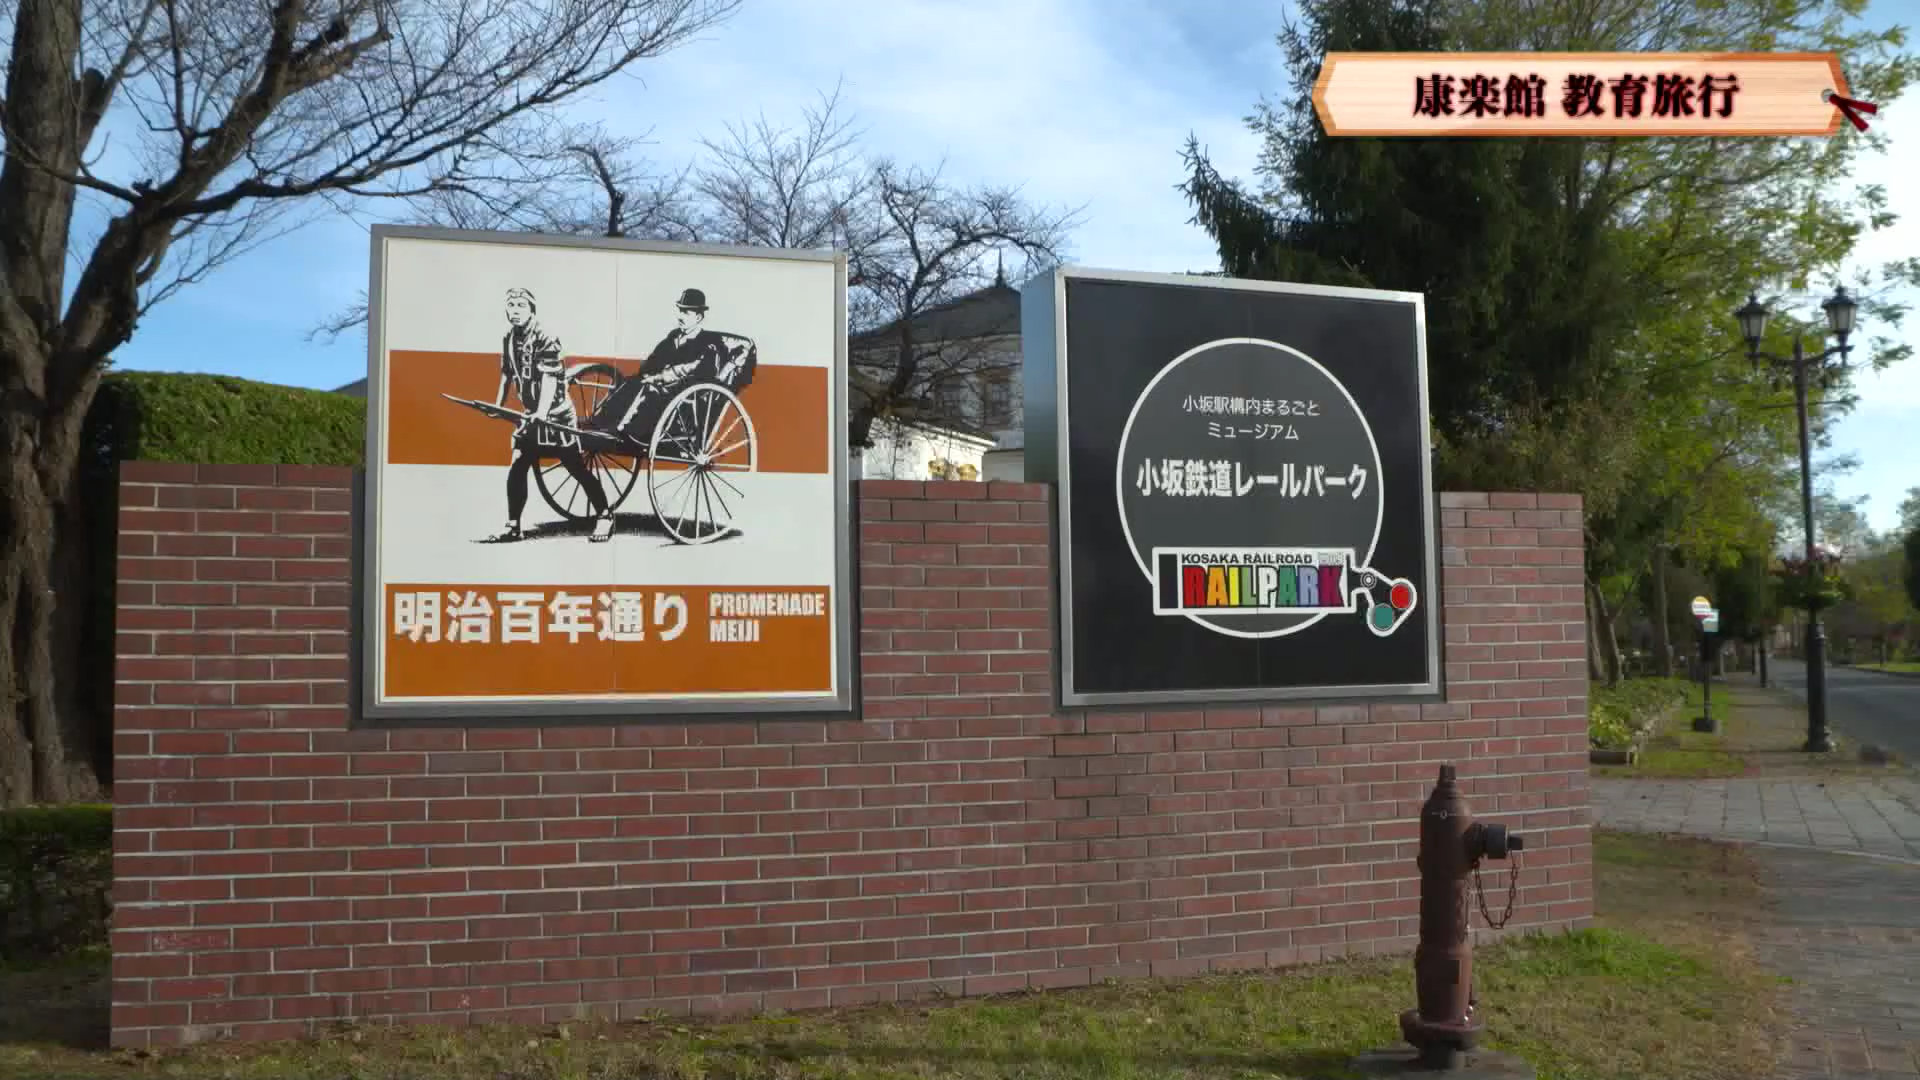 康楽館 教育旅行
明治百年通り
PROMENADE
MEIJI
小坂駅構内まるごと
ミュージアム
小坂鉄道レールパーク
KOSAKA RAILROAD
RAILPARK